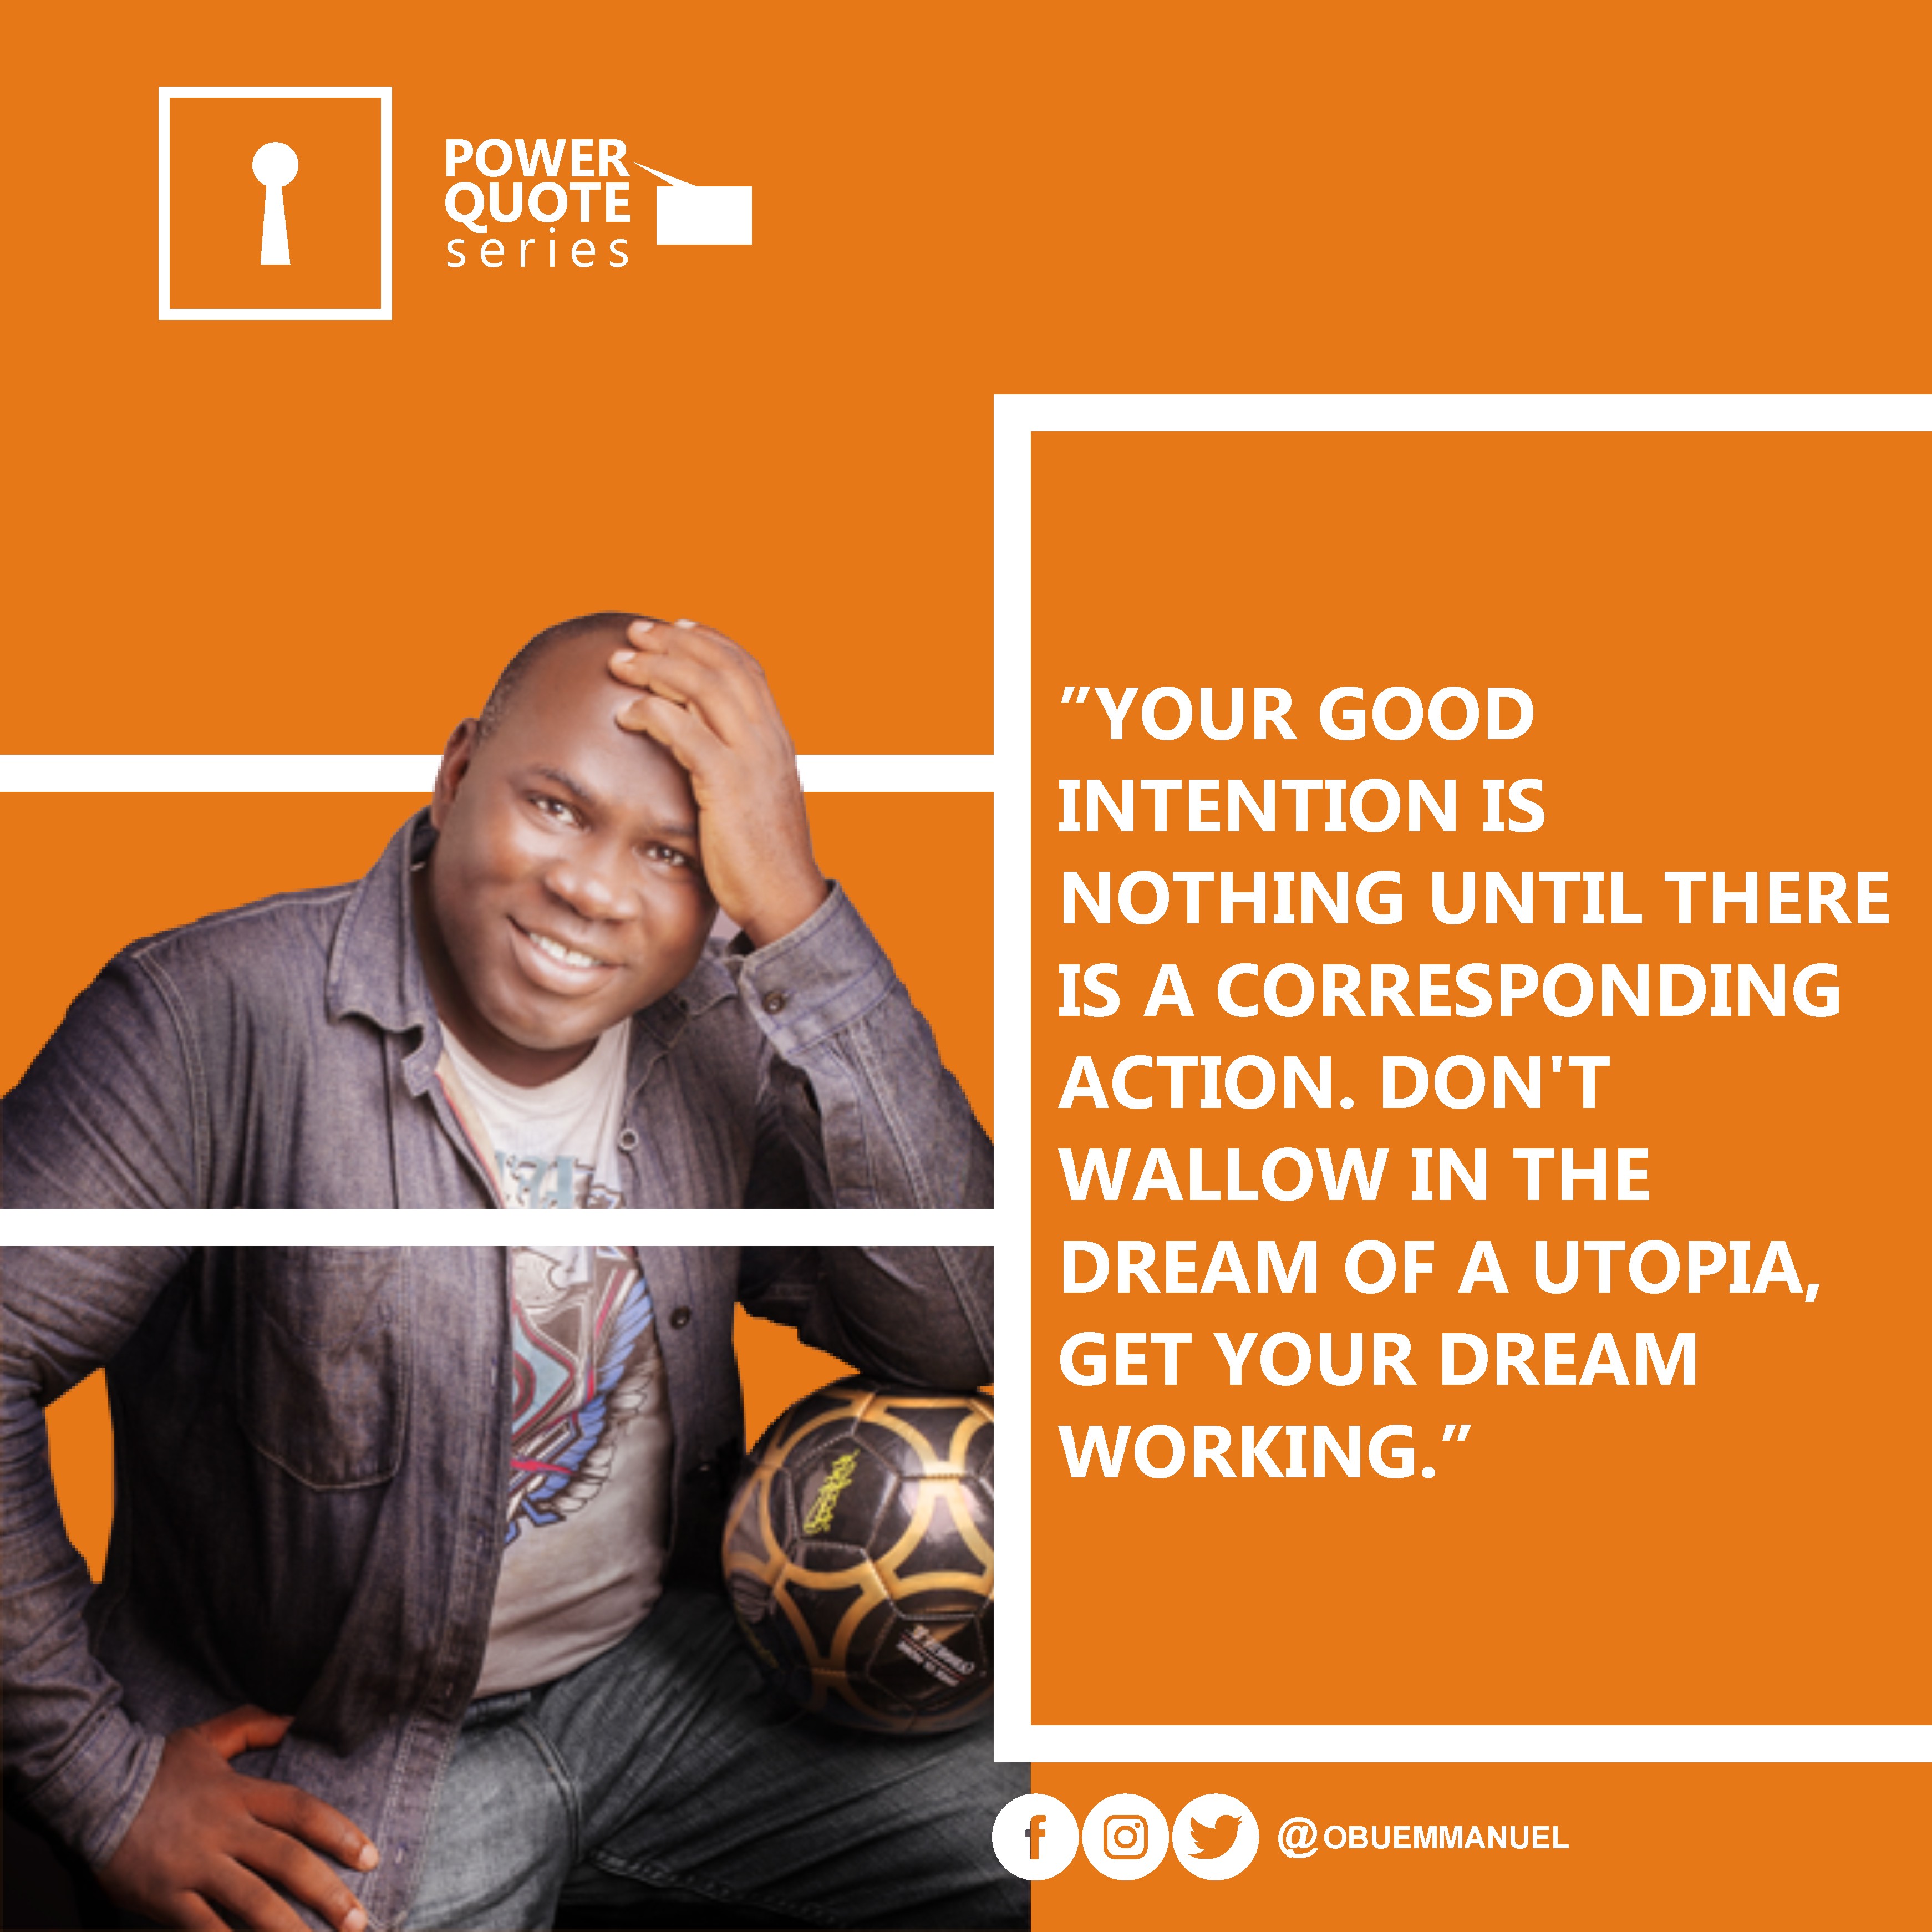 POWER
QUOTE
series
"YOUR GOOD
INTENTION IS
NOTHING UNTIL THERE
IS A CORRESPONDING
ACTION. DON'T
WALLOW IN THE
DREAM OF A UTOPIA,
GET YOUR DREAM
WORKING."
@OBUEMMANUEL